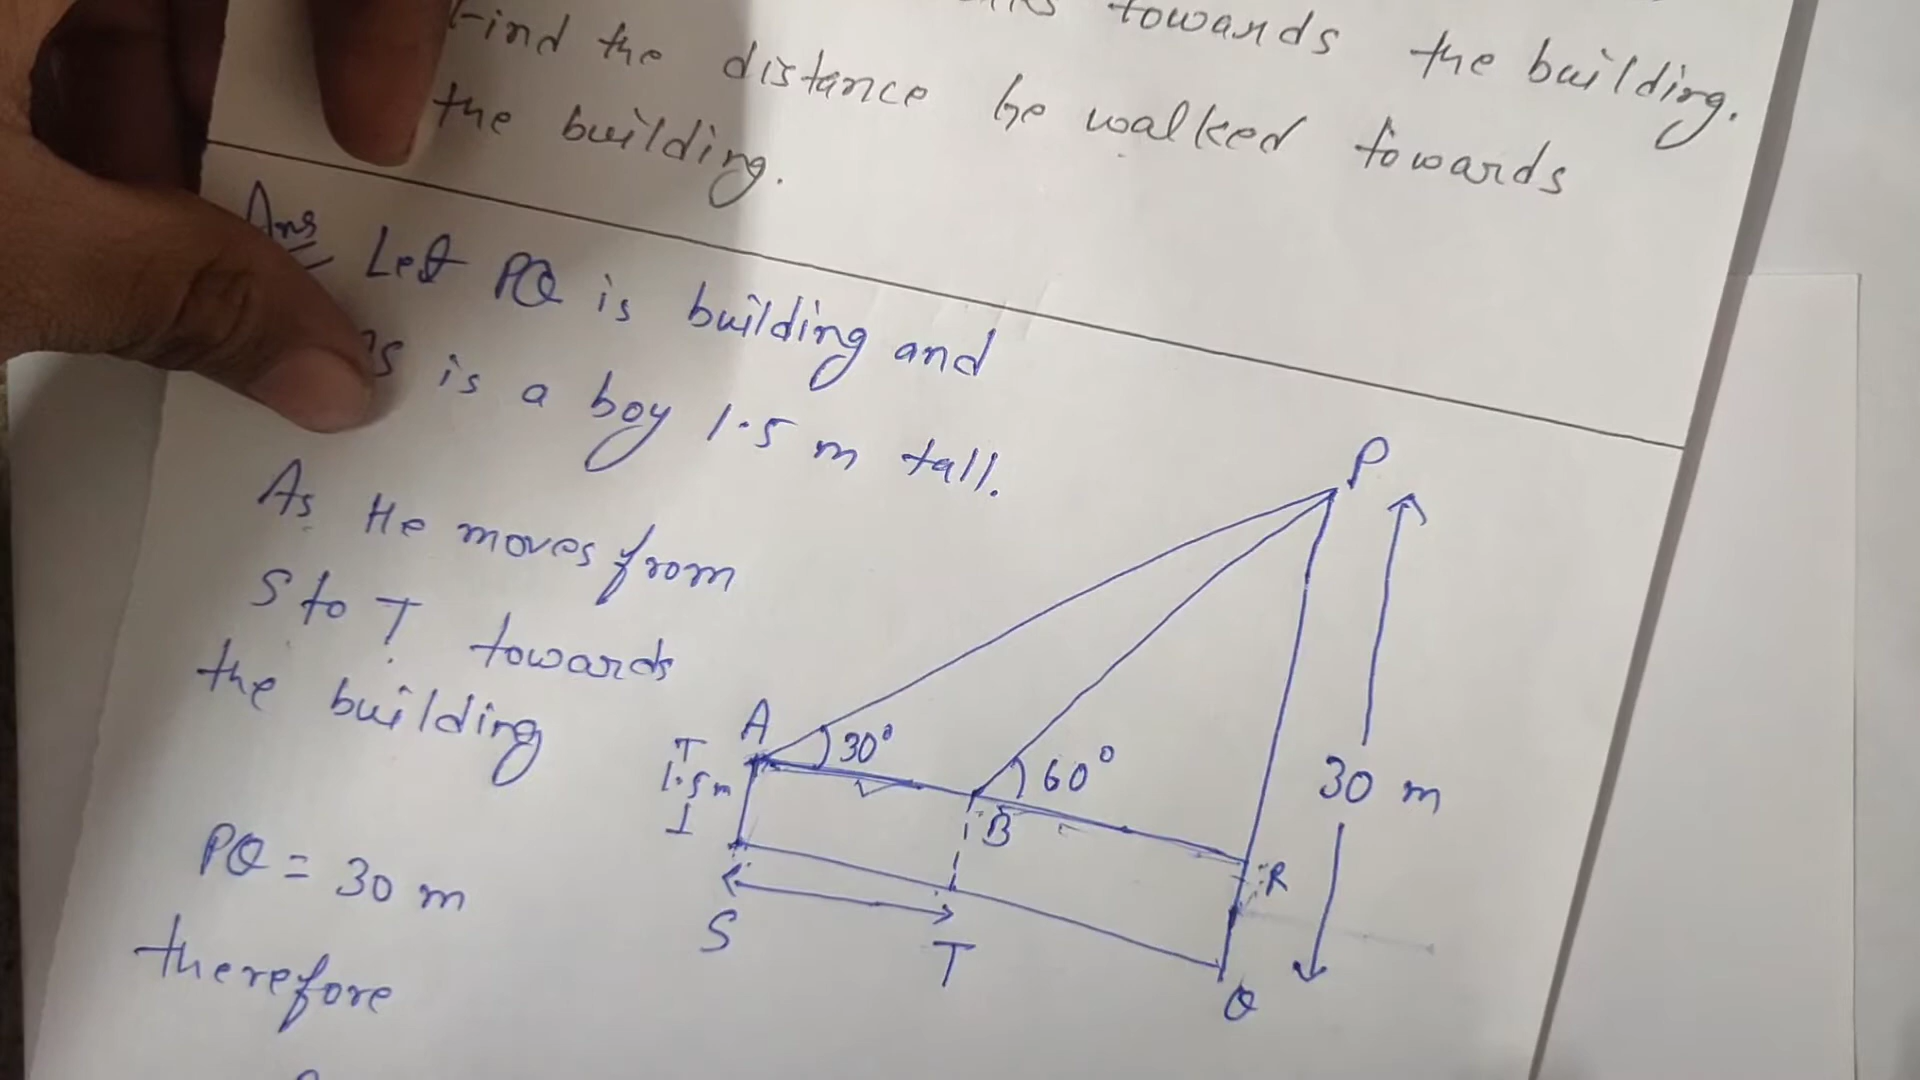 towards the building.
Find the distance he walked towards
the building.
Ans Let PQ is building and
is a boy 1.5 m tall.
As He moves from
S to T towards
the building
PQ = 30 m
therefore
P
A
30°
60°
1.5 m
B
30 m
R
S
T
Q